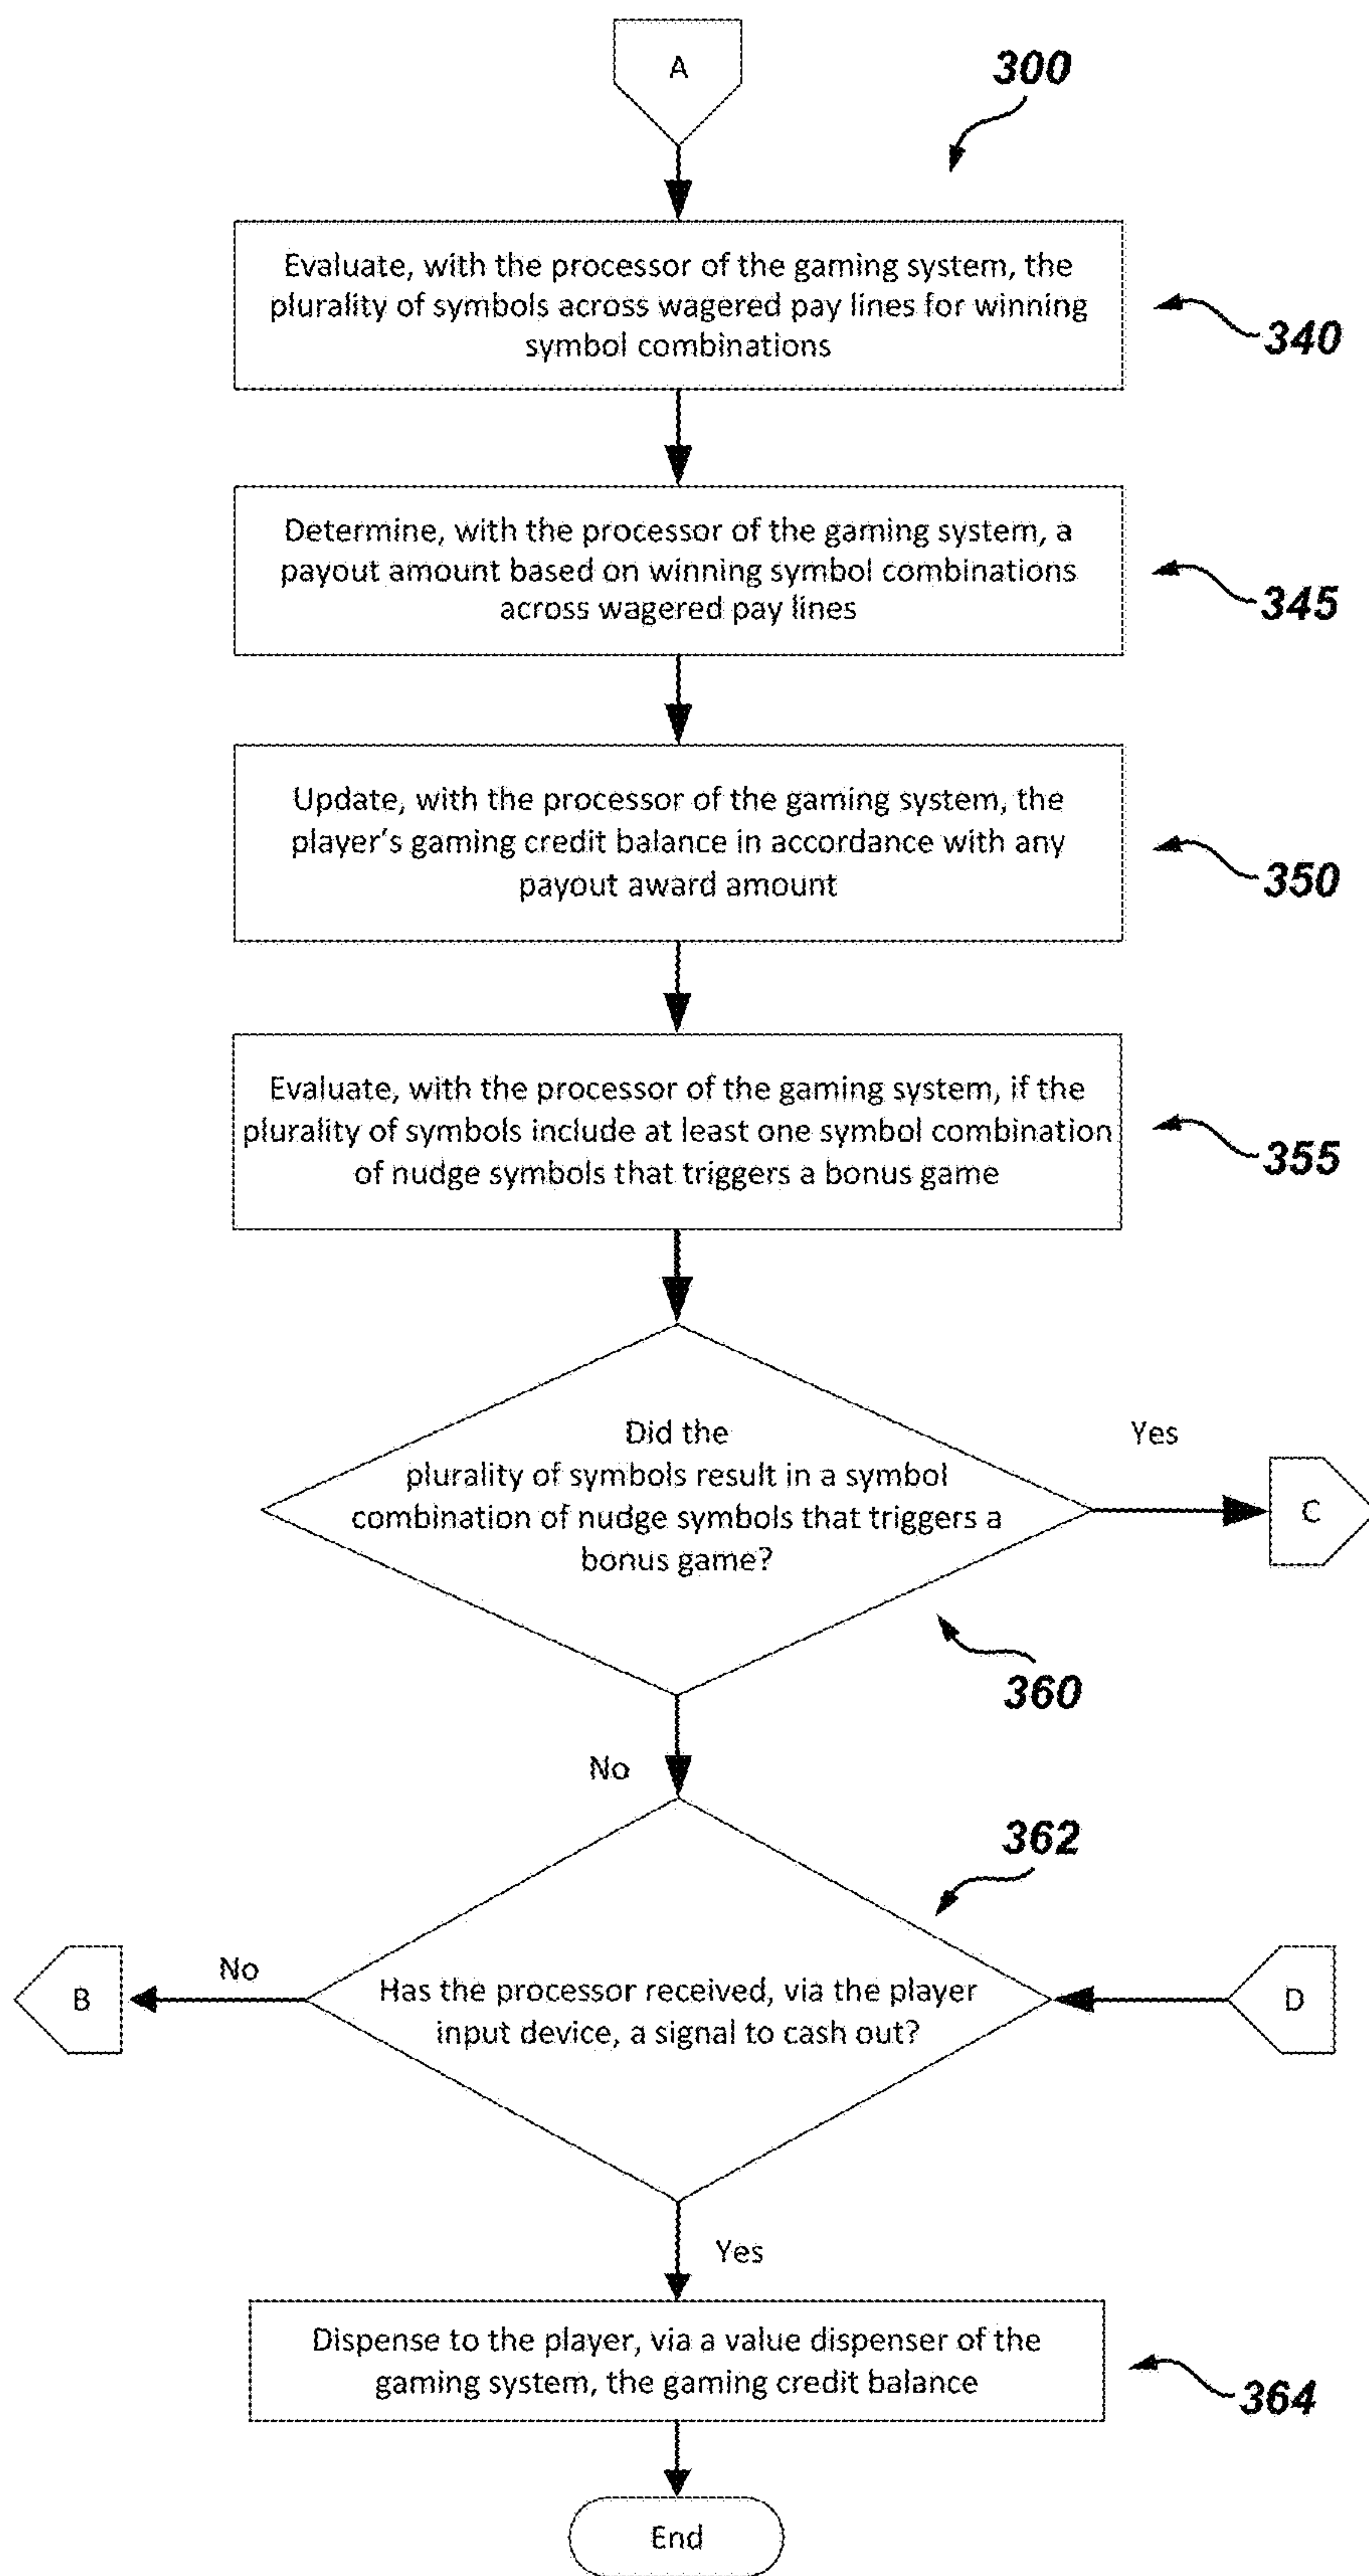 A
300
Evaluate, with the processor of the gaming system, the
plurality of symbols across wagered pay lines for winning
symbol combinations
340
Determine, with the processor of the gaming system, a
payout amount based on winning symbol combinations
across wagered pay lines
345
Update, with the processor of the gaming system, the
player's gaming credit balance in accordance with any
payout award amount
350
Evaluate, with the processor of the gaming system, if the
plurality of symbols include at least one symbol combination
of nudge symbols that triggers a bonus game
355
Did the
plurality of symbols result in a symbol
combination of nudge symbols that triggers a
bonus game?
Yes
C
360
No
362
B
No
Has the processor received, via the player
input device, a signal to cash out?
D
Yes
Dispense to the player, via a value dispenser of the
gaming system, the gaming credit balance
364
End